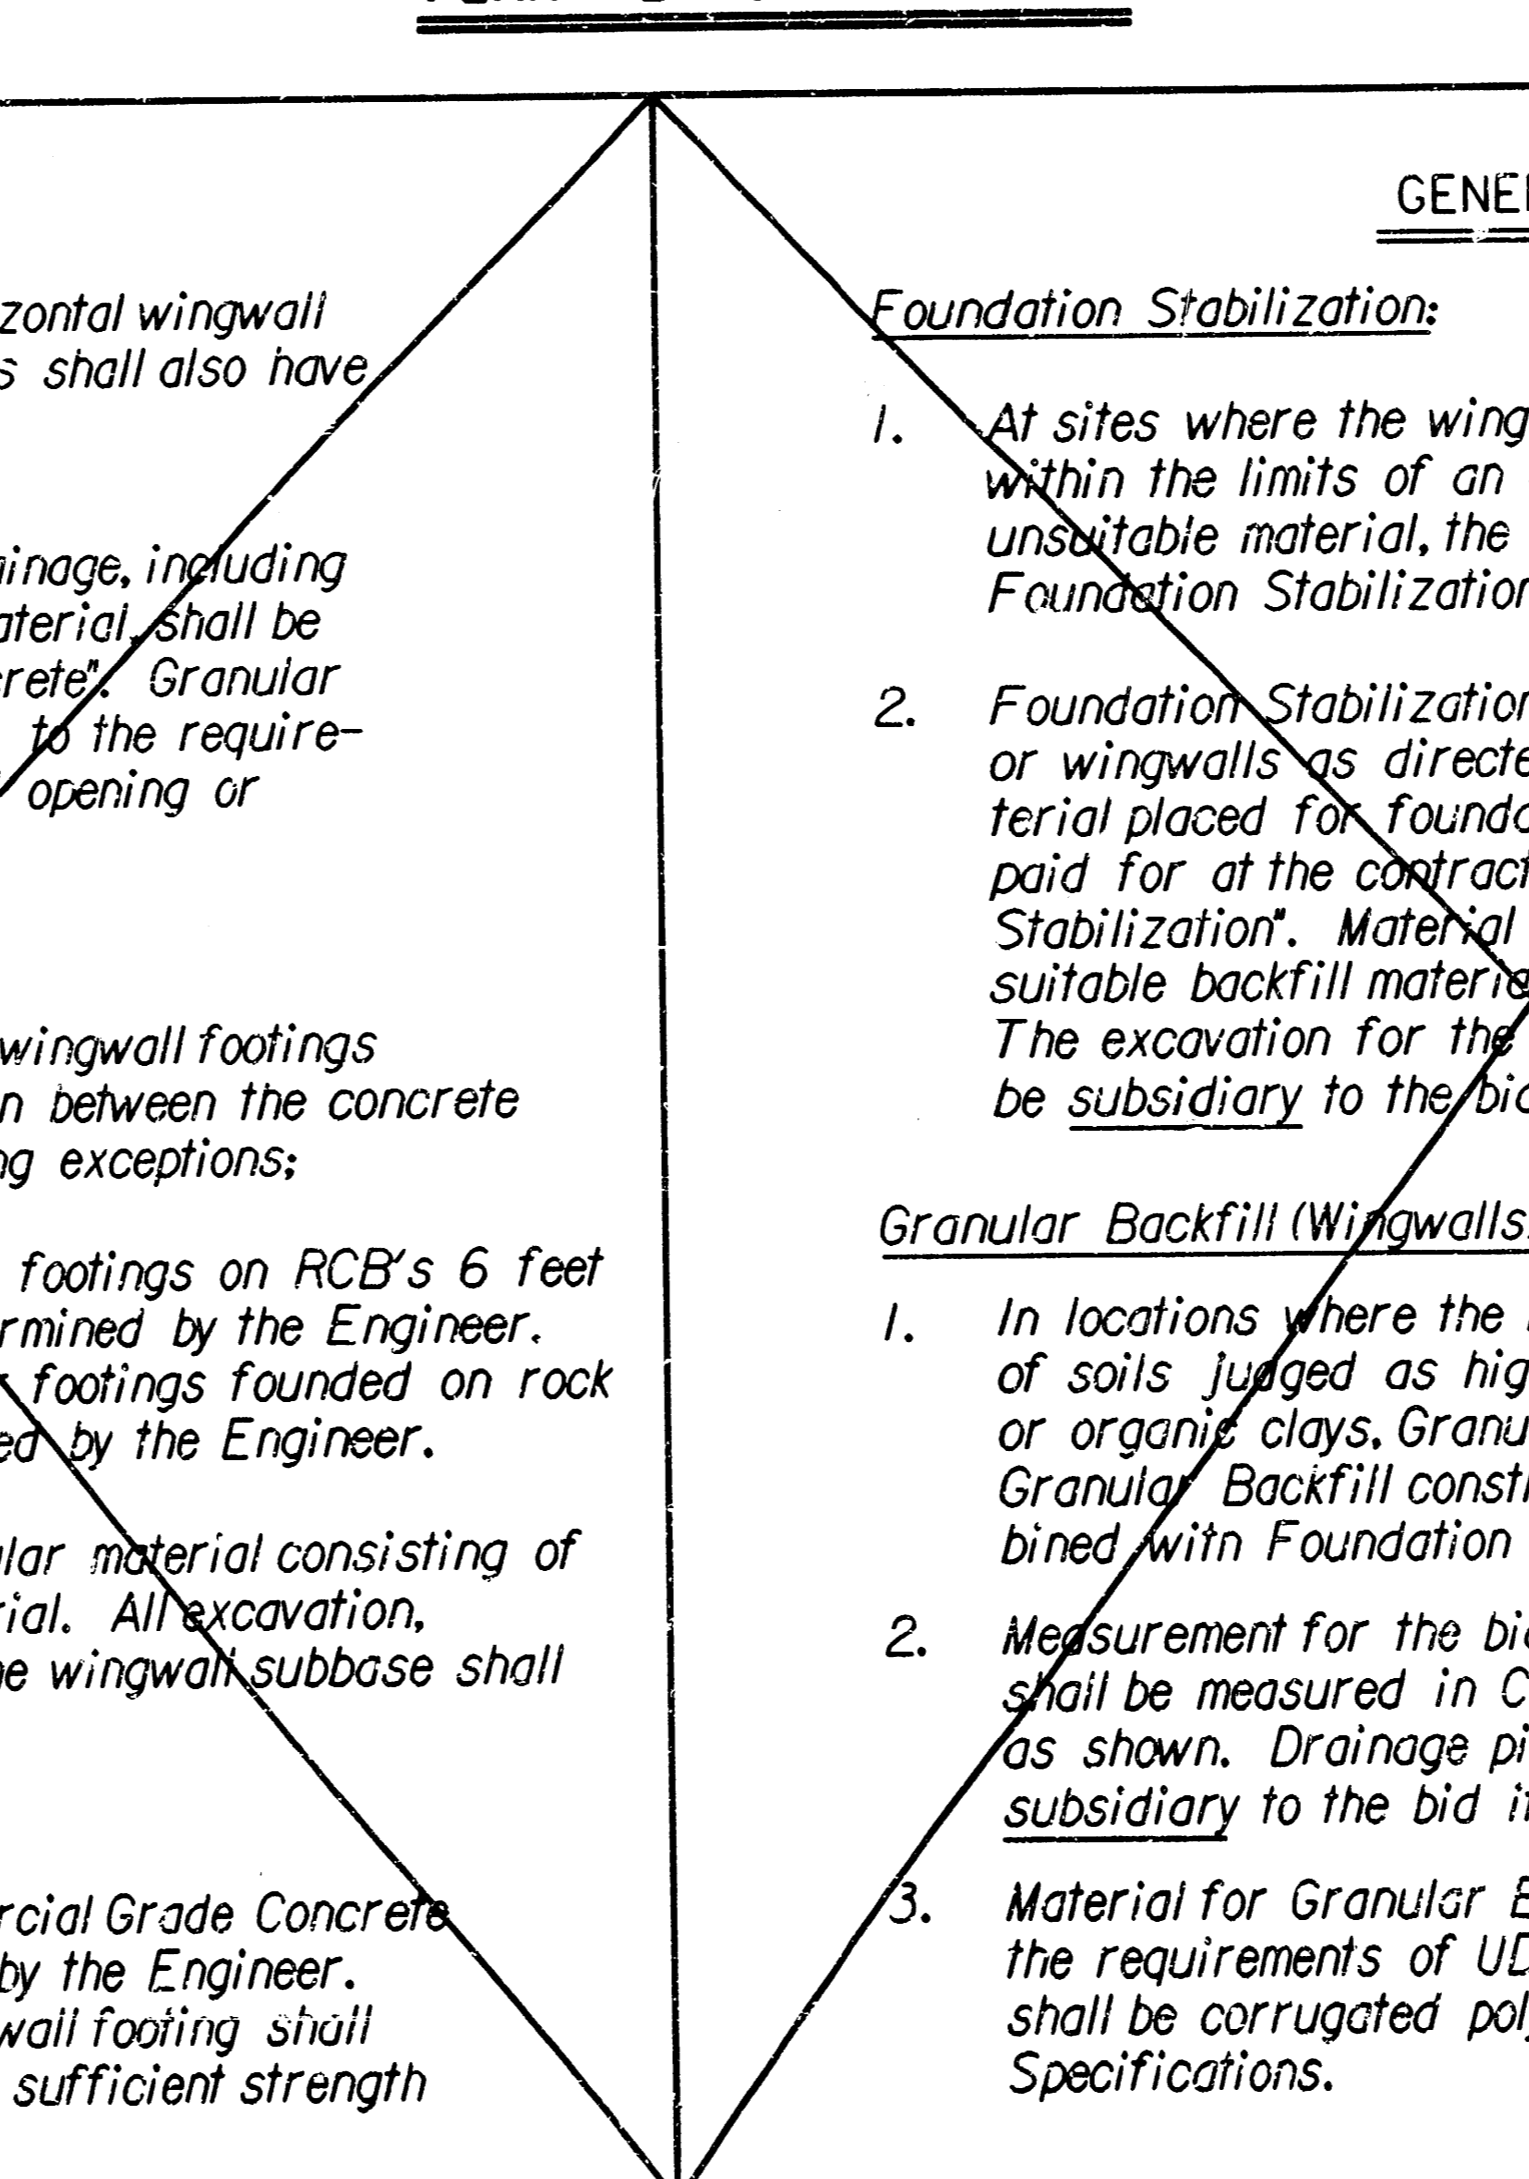 zontal wingwall
s shall also have
ainage, including
aterial, shall be
crete". Granular
to the require-
opening or
wingwall footings
n between the concrete
ng exceptions;
footings on RCB's 6 feet
rmined by the Engineer.
footings founded on rock
ed by the Engineer.
ular material consisting of
rial. All excavation,
he wingwall subbase shall
rcial Grade Concrete
by the Engineer.
wall footing shall
sufficient strength
GENE
Foundation Stabilization:
1. At sites where the wing
within the limits of an
unsuitable material, the
Foundation Stabilization
2. Foundation Stabilization
or wingwalls as directe
terial placed for founda
paid for at the contract
Stabilization". Material
suitable backfill materia
The excavation for the
be subsidiary to the bid
Granular Backfill (Wingwalls
1. In locations where the
of soils judged as hig
or organic clays, Granu
Granular Backfill const
bined with Foundation
2. Measurement for the bid
shall be measured in C
as shown. Drainage pi
subsidiary to the bid it
3. Material for Granular B
the requirements of UD
shall be corrugated pol
Specifications.